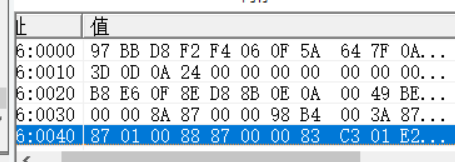 值
6:0000 97 BB D8 F2 F4 06 0F 5A 64 7F 0A...
6:0010 3D 0D 0A 24 00 00 00 00 00 00 00...
6:0020 B8 E6 0F 8E D8 8B 0E 0A 00 49 BE...
6:0030 00 00 8A 87 00 00 98 B4 00 3A 87...
6:0040 87 01 00 88 87 00 00 83 C3 01 E2...